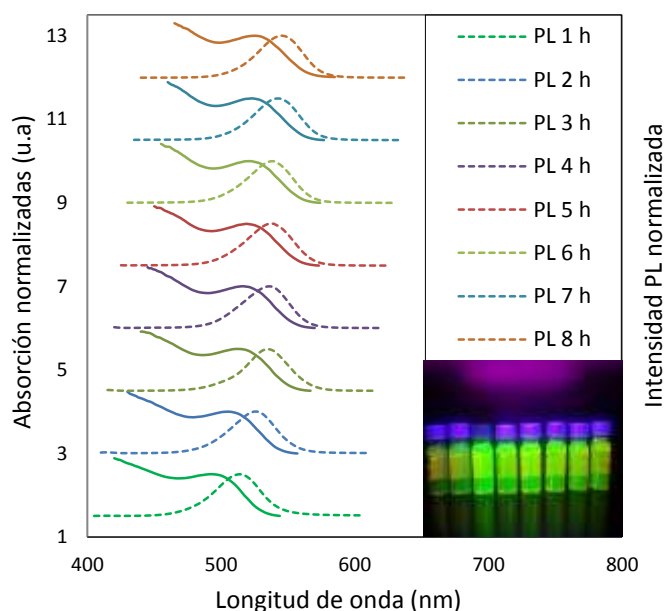 Absorción normalizadas (u.a)
13
11
9
7
5
3
1
400
500
600
700
800
Longitud de onda (nm)
PL 1 h
PL 2 h
PL 3 h
PL 4 h
PL 5 h
PL 6 h
PL 7 h
PL 8 h
Intensidad PL normalizada